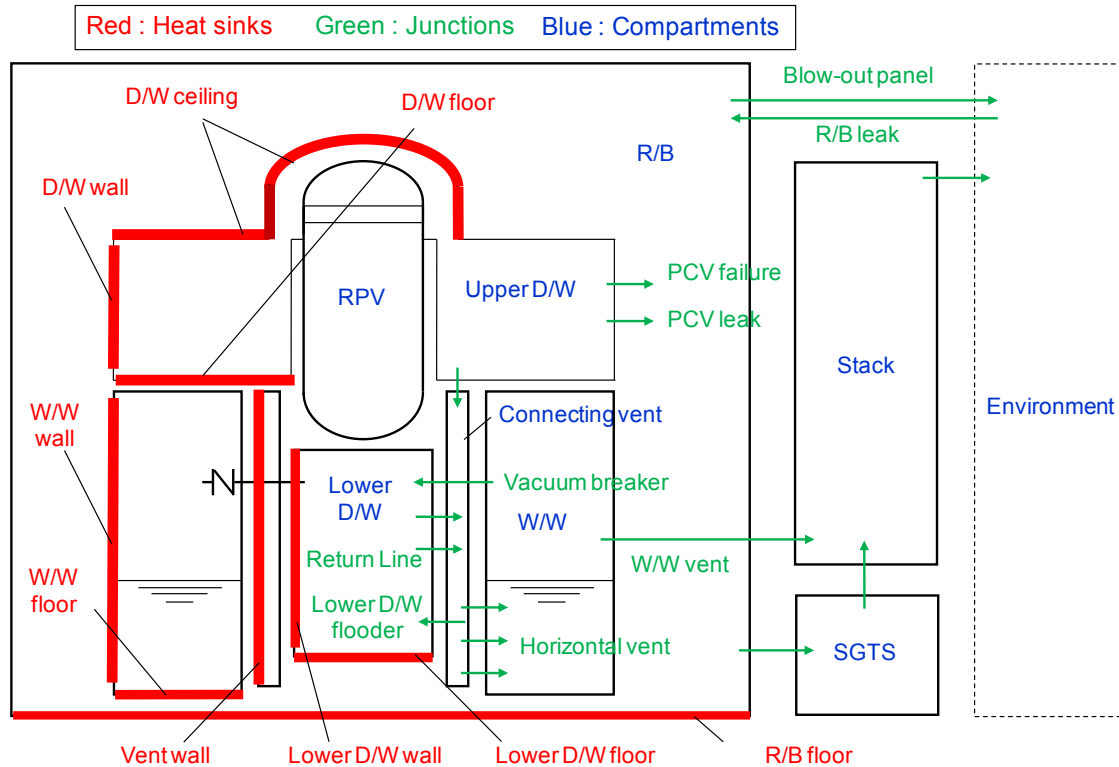 Red : Heat sinks Green : Junctions Blue : Compartments
Blow-out panel
D/W ceiling
D/W floor
R/B leak
R/B
D/W wall
PCV failure
Upper D/W
RPV
PCV leak
Stack
Environment
W/W
wall
Connecting vent
Lower
D/W
Vacuum breaker
W/W
Return Line
W/W vent
W/W
floor
Lower D/W
flooder
Horizontal vent
SGTS
Vent wall
Lower D/W wall
Lower D/W floor
R/B floor